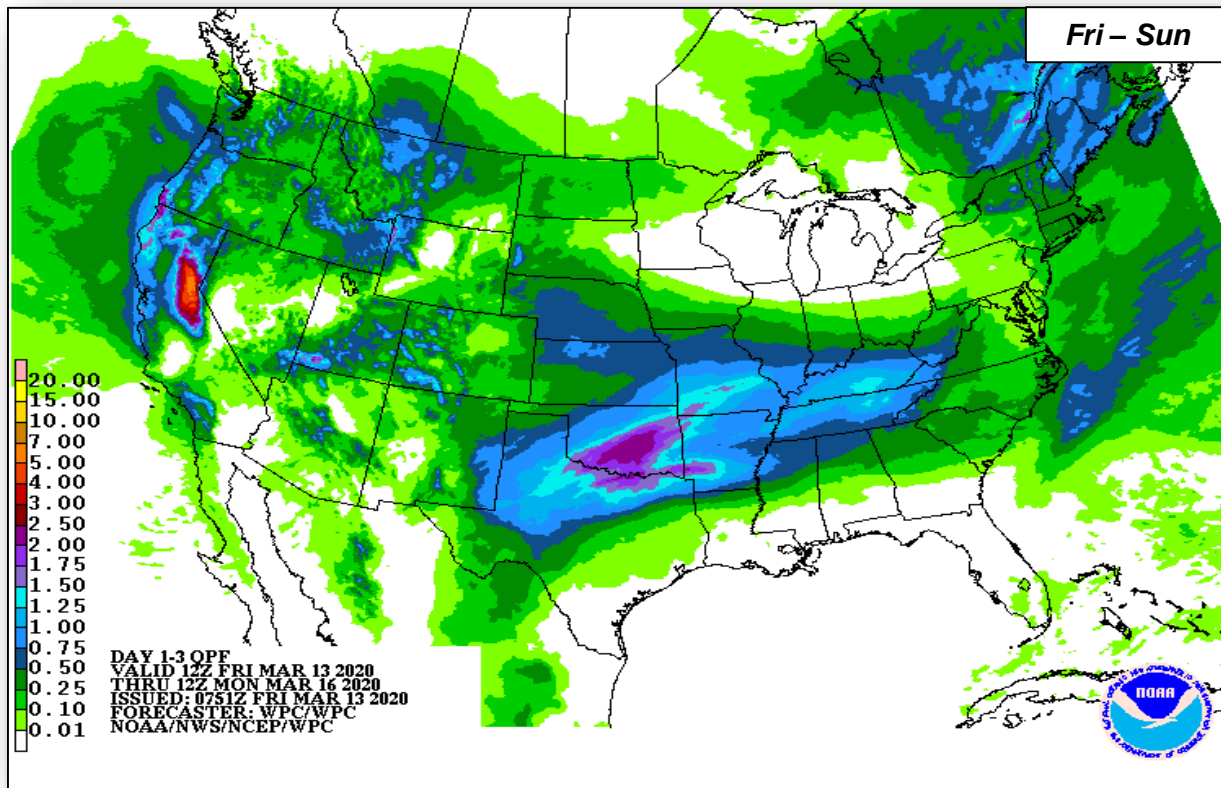 Fri – Sun
20.00
15.00
10.00
7.00
5.00
4.00
3.00
2.50
2.00
1.75
1.50
1.25
1.00
0.75
0.50
0.25
0.10
0.01
DAY 1-3 QPF
VALID 12Z FRI MAR 13 2020
THRU 12Z MON MAR 16 2020
ISSUED: 0751Z FRI MAR 13 2020
FORECASTER: WPC/WPC
NOAA/NWS/NCEP/WPC
NOAA